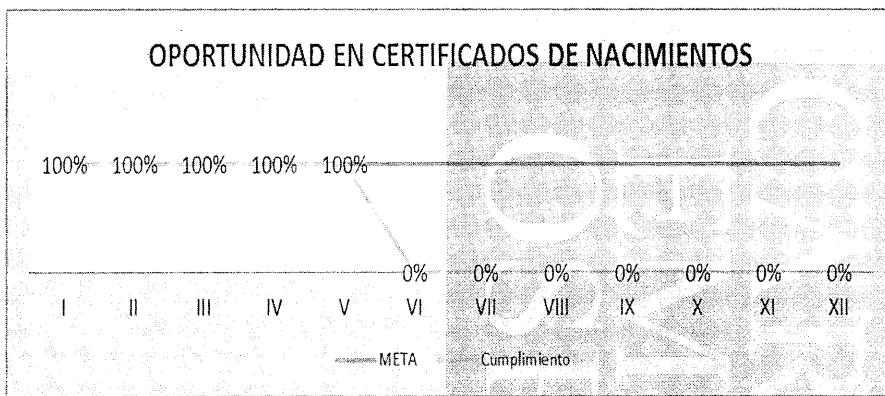 OPORTUNIDAD EN CERTIFICADOS DE NACIMIENTOS
100% 100% 100% 100% 100%
0% 0% 0% 0% 0% 0% 0%
I II III IV V VI VII VIII IX X XI XII
META Cumplimiento